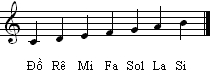 Đồ Rê Mi Fa Sol La Si